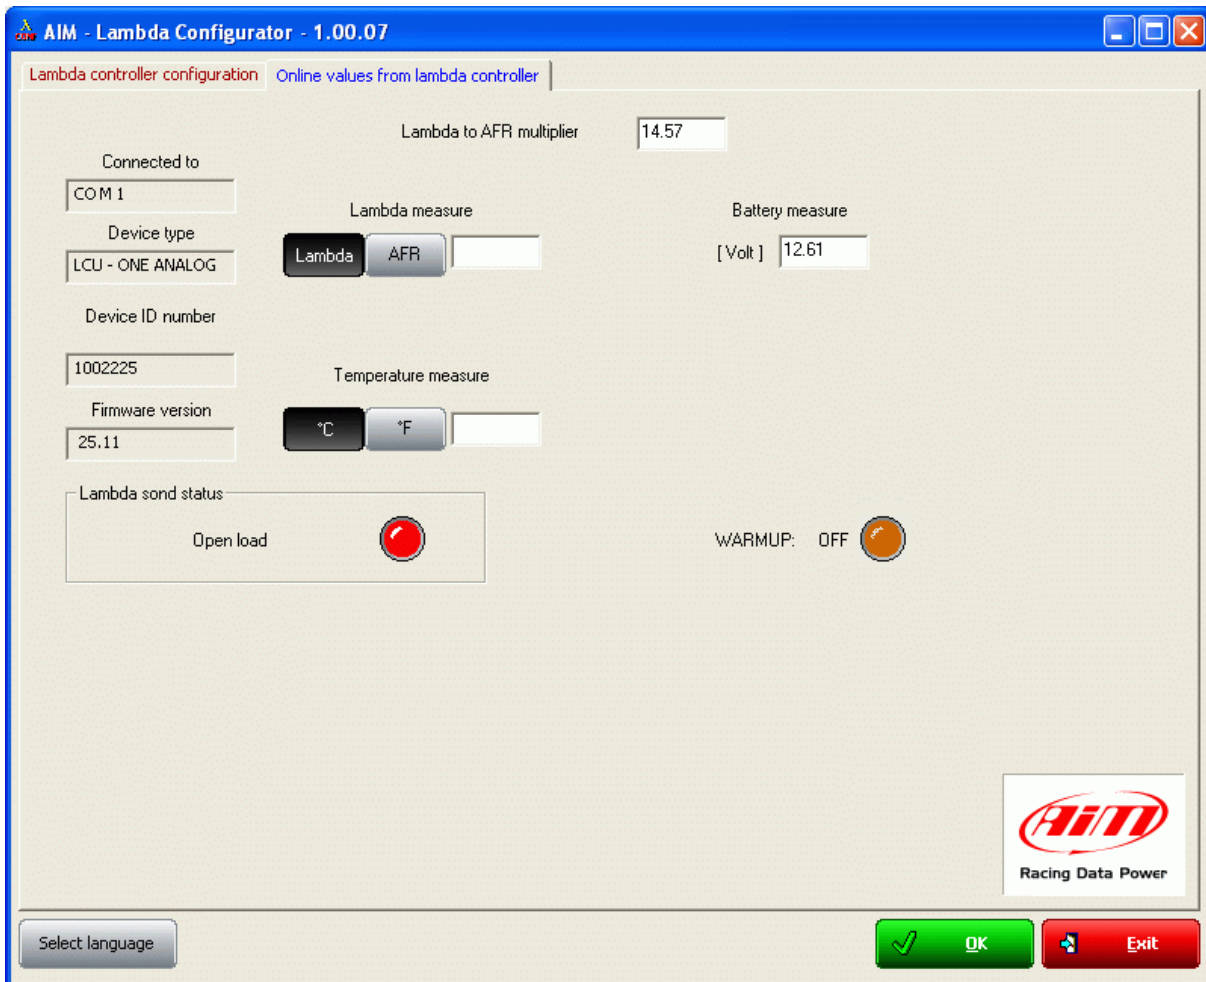 AIM - Lambda Configurator - 1.00.07
Lambda controller configuration
Online values from lambda controller
Lambda to AFR multiplier
14.57
Connected to
COM 1
Device type
LCU - ONE ANALOG
Device ID number
1002225
Firmware version
25.11
Lambda measure
Lambda
AFR
Battery measure
[ Volt ]
12.61
Temperature measure
°C
°F
Lambda sond status
Open load
WARMUP: OFF
AiM
Racing Data Power
Select language
OK
Exit